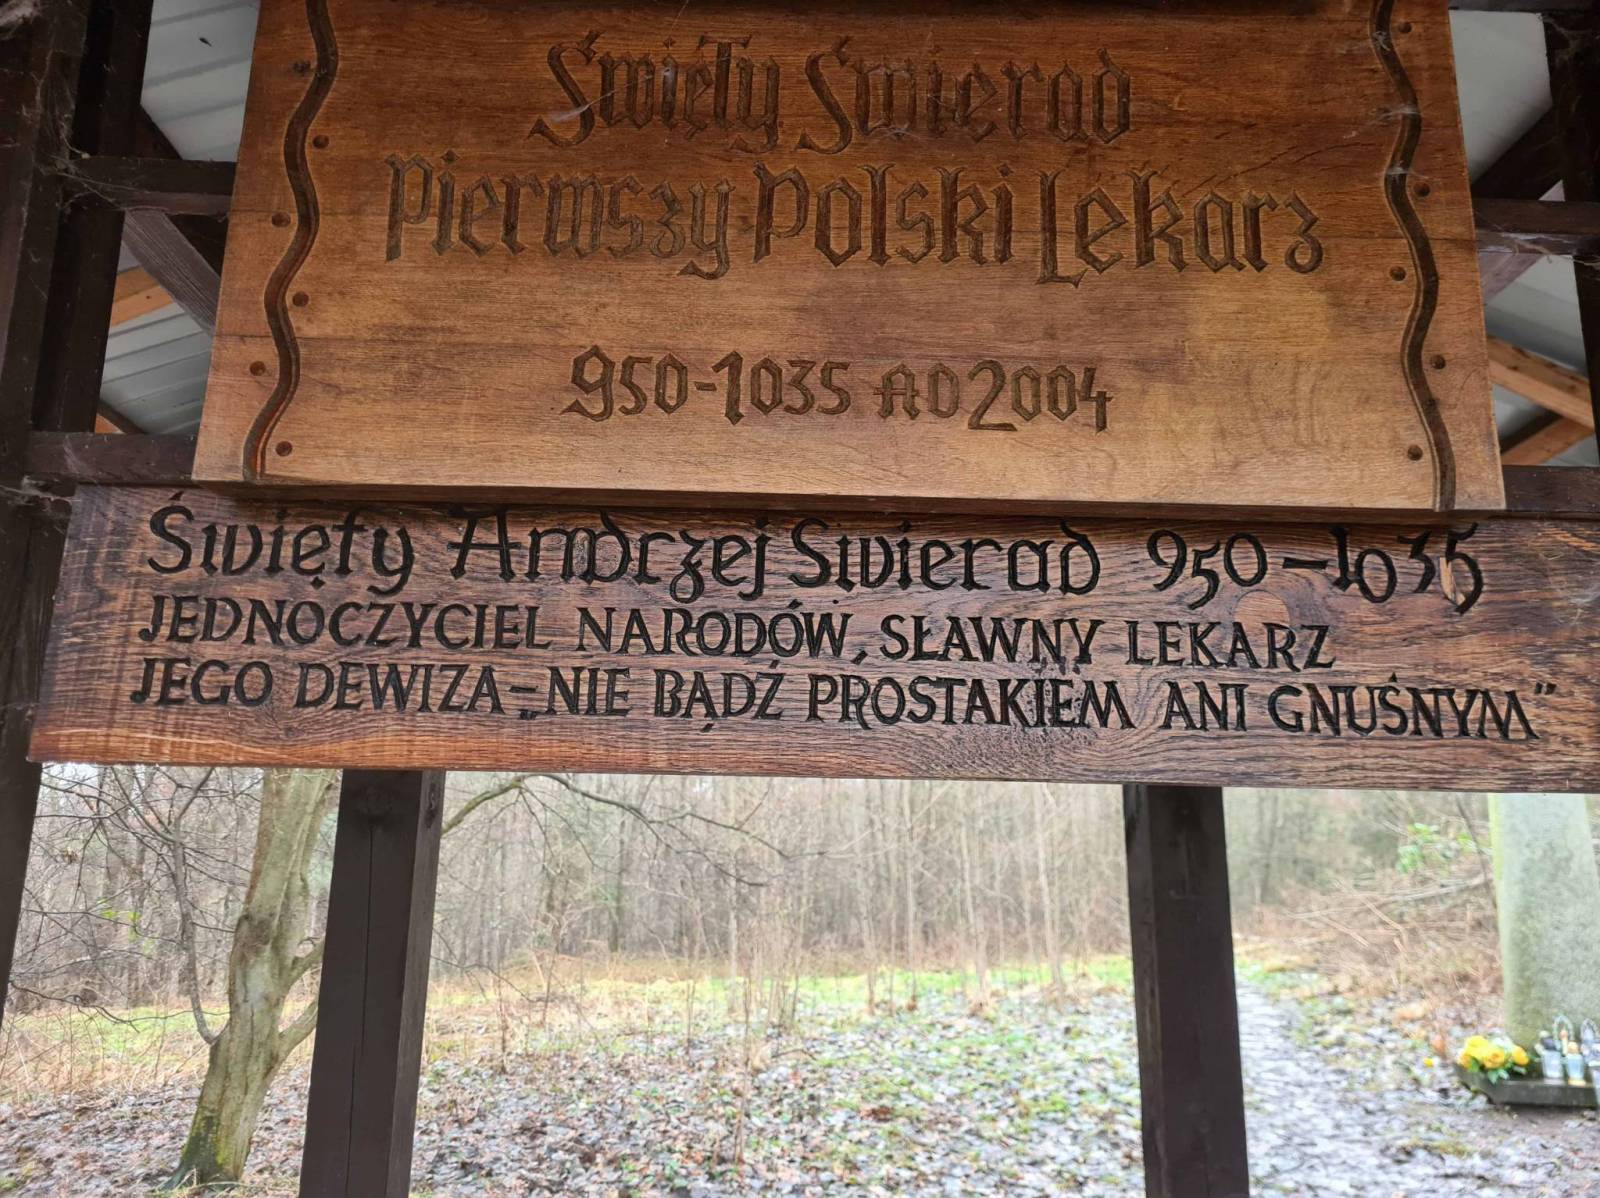 Święty Świerad
Pierwszy Polski Lekarz
950-1035 AD 2004
Święty Andrzej Świerad 950-1035
JEDNOCZYCIEL NARODÓW, SŁAWNY LEKARZ
JEGO DEWIZA-„NIE BĄDŹ PROSTAKIEM ANI GNUŚNYM"